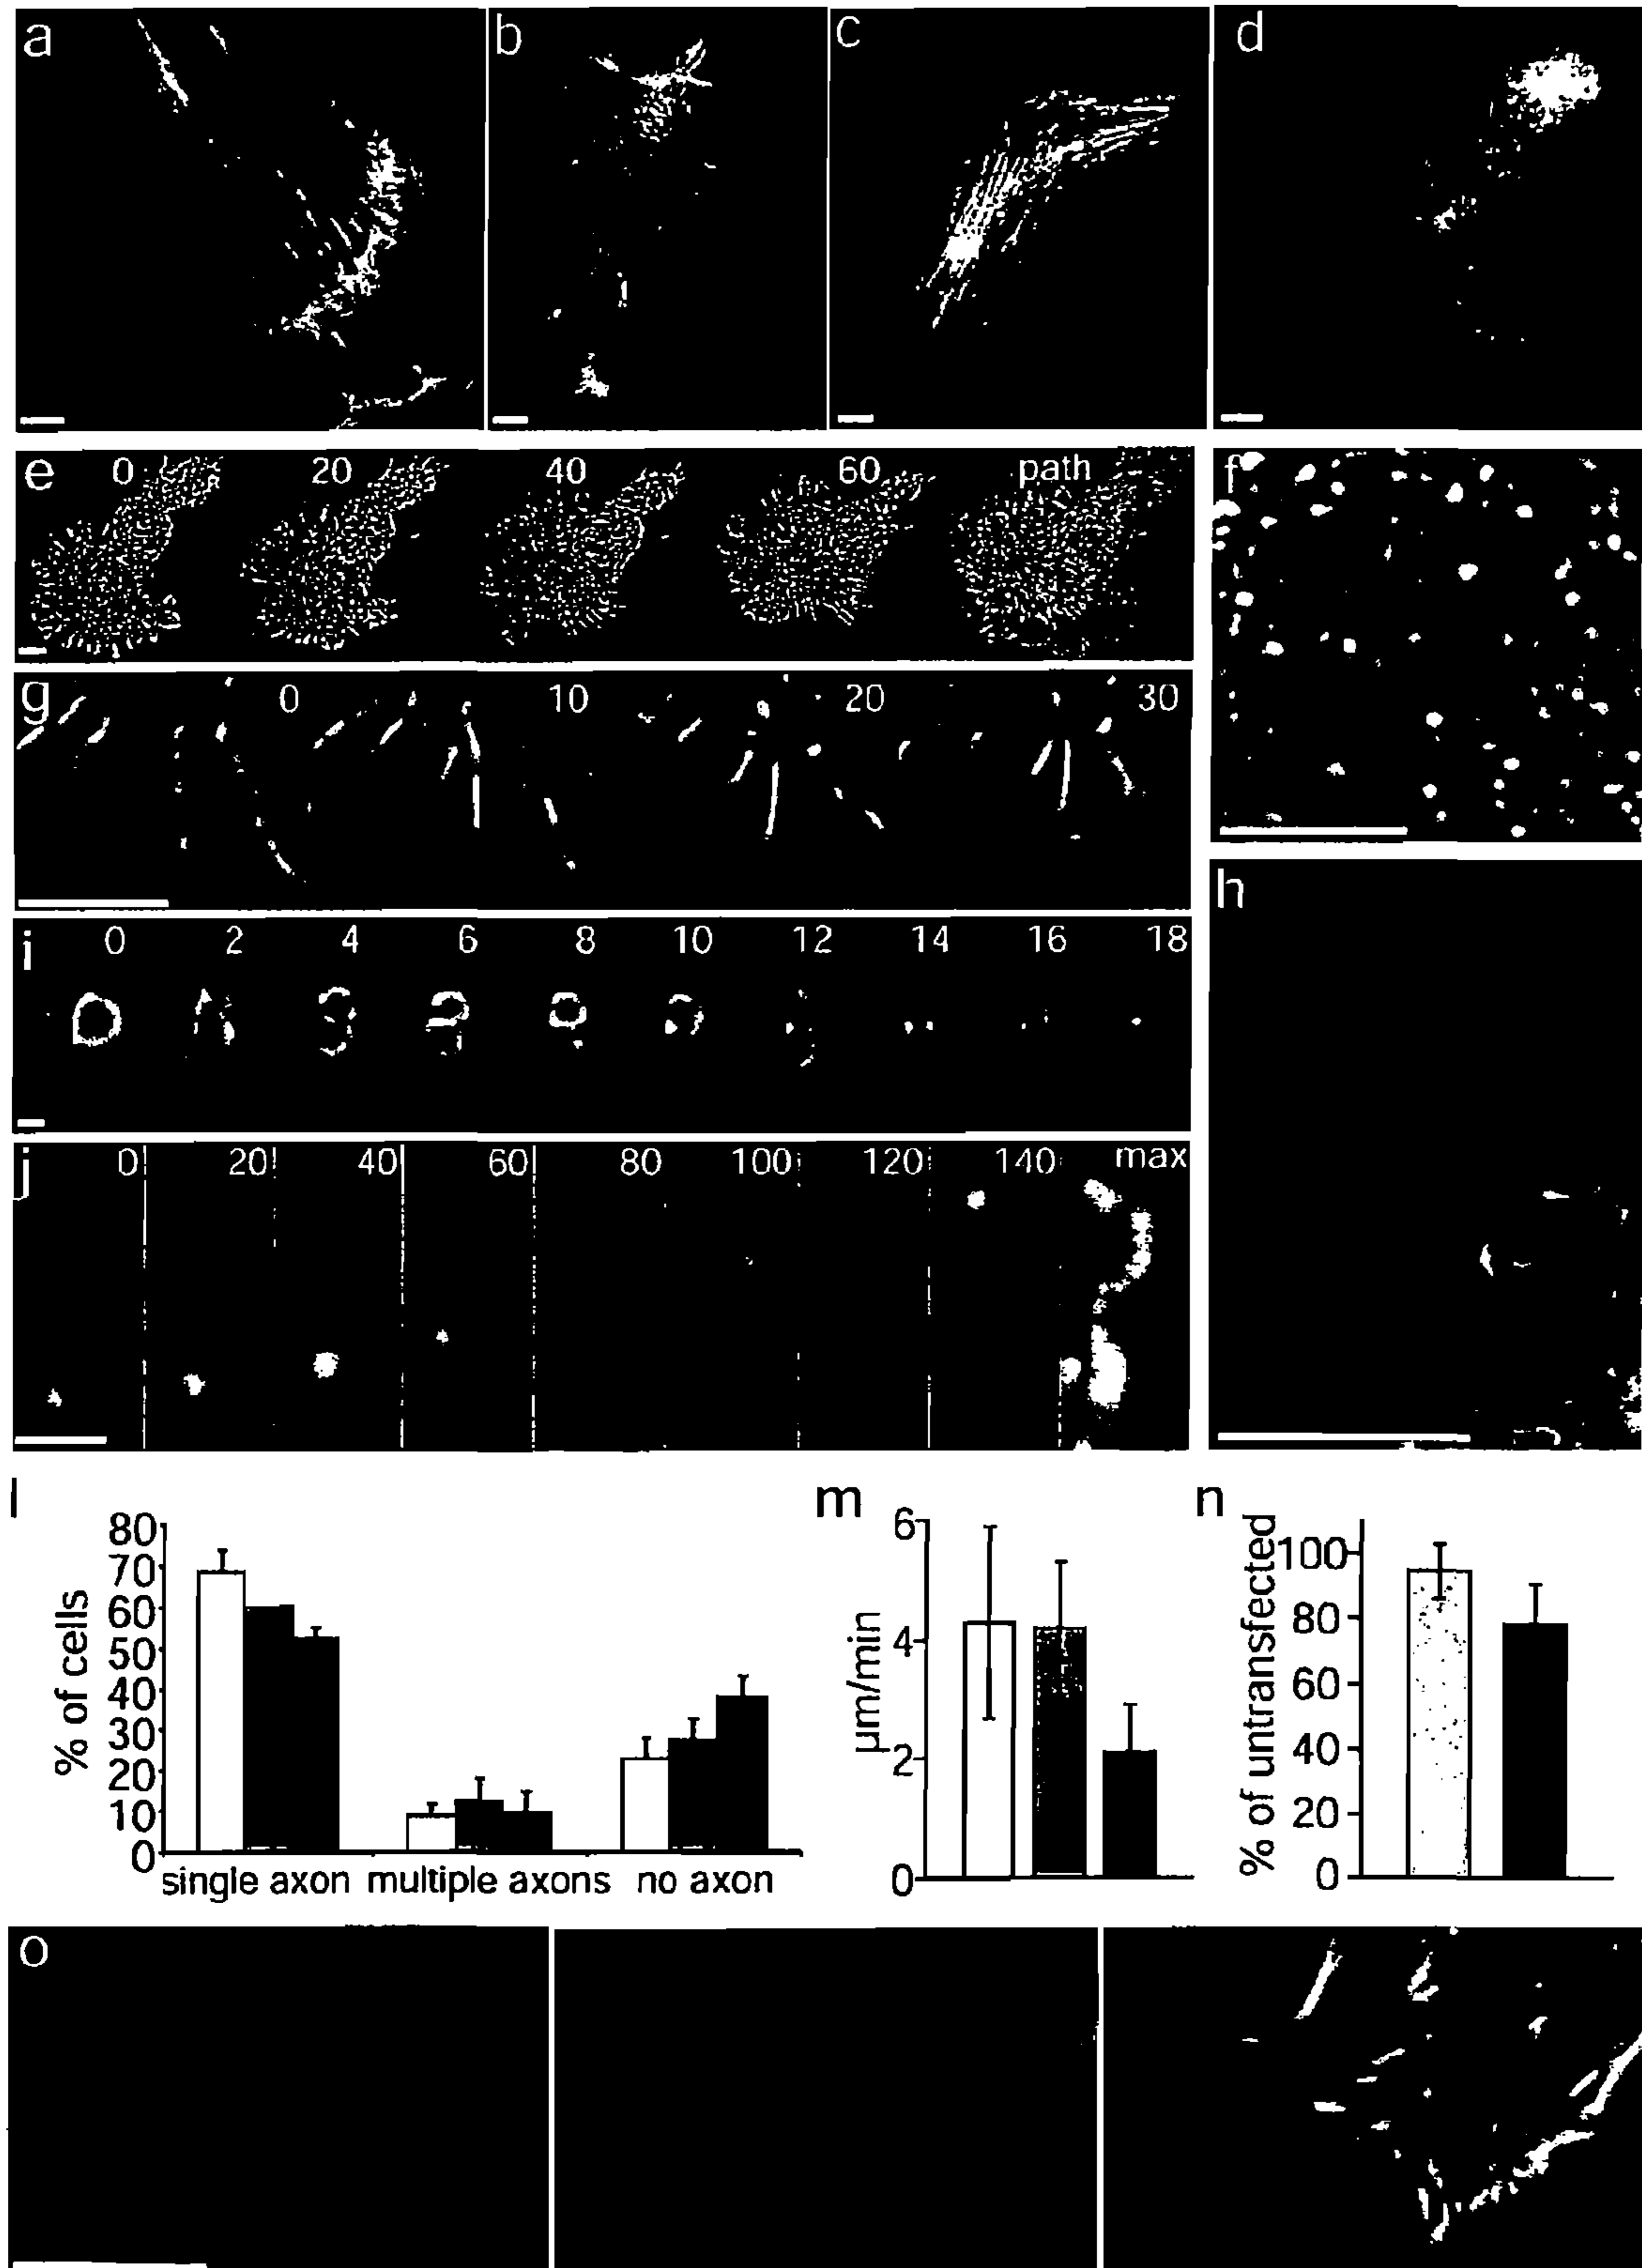 a b c d
e 0 20 40 60 path f
g 0 10 20 30
h
i 0 2 4 6 8 10 12 14 16 18
j 0 20 40 60 80 100 120 140 max
l m n
80
70
60
50
40
30
20
10
0
% of cells
single axon multiple axons no axon
6
4
2
0
µm/min
100
80
60
40
20
0
% of untransfected
o